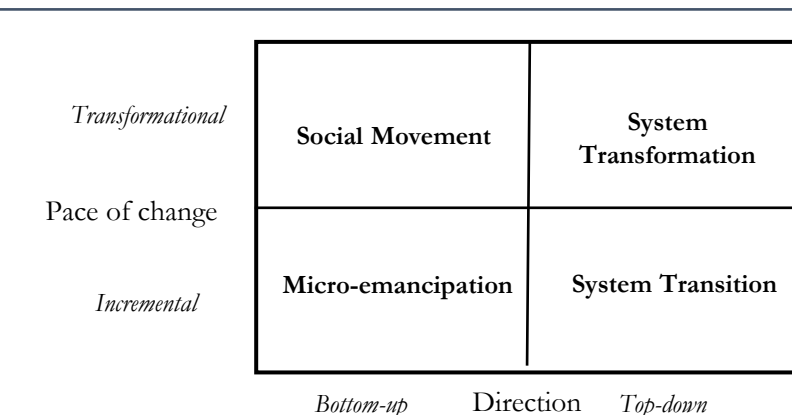 Transformational
Social Movement
System
Transformation
Pace of change
Incremental
Micro-emancipation
System Transition
Bottom-up
Direction
Top-down